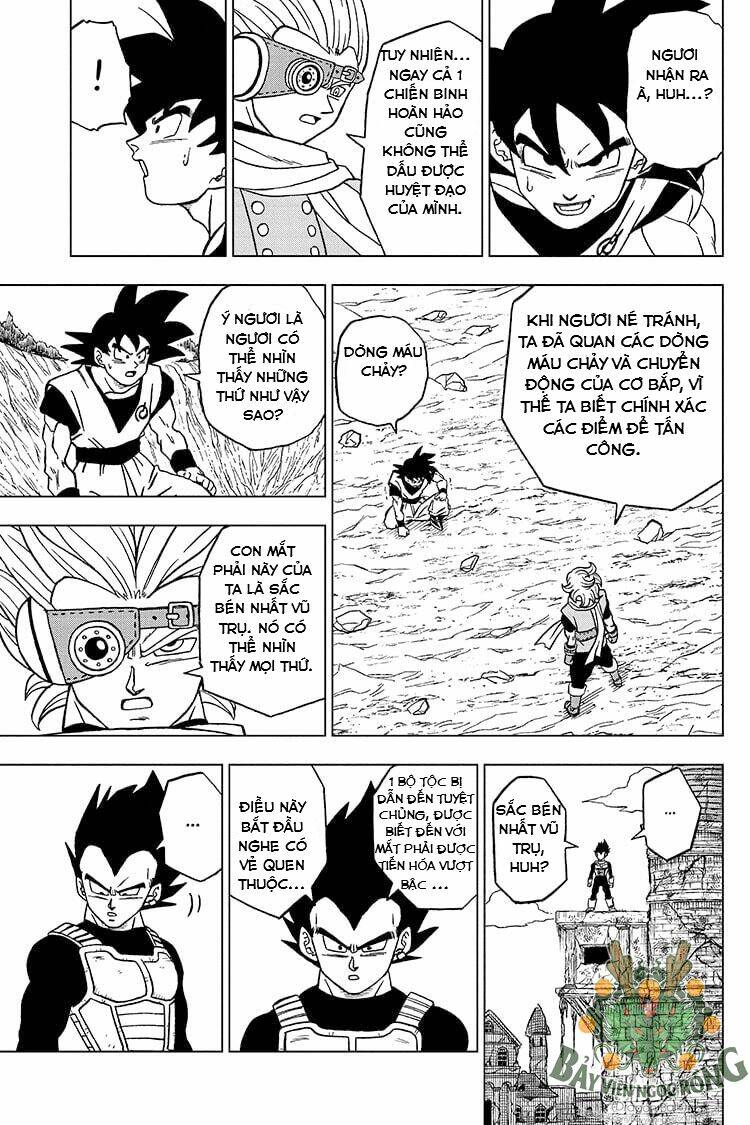 NGƯƠI
NHẬN RA
À, HUH...?
TUY NHIÊN...
NGAY CẢ 1
CHIẾN BINH
HOÀN HẢO
CŨNG
KHÔNG THỂ
DẤU ĐƯỢC
HUYỆT ĐẠO
CỦA MÌNH.
!
KHI NGƯƠI NÉ TRÁNH,
TA ĐÃ QUAN CÁC DÒNG
MÁU CHẢY VÀ CHUYỂN
ĐỘNG CỦA CƠ BẮP, VÌ
THẾ TA BIẾT CHÍNH XÁC
CÁC ĐIỂM ĐỂ TẤN
CÔNG.
DÒNG MÁU
CHẢY?
Ý NGƯƠI LÀ
NGƯƠI CÓ
THỂ NHÌN
THẤY NHỮNG
THỨ NHƯ VẬY
SAO?
CON MẮT
PHẢI NÀY CỦA
TA LÀ SẮC
BÉN NHẤT VŨ
TRỤ. NÓ CÓ
THỂ NHÌN
THẤY MỌI THỨ.
SẮC BÉN
NHẤT VŨ
TRỤ,
HUH?
1 BỘ TỘC BỊ
DẪN ĐẾN TUYỆT
CHỦNG, ĐƯỢC
BIẾT ĐẾN VỚI
MẮT PHẢI ĐƯỢC
TIẾN HÓA VƯỢT
BẬC ...
ĐIỀU NÀY
BẮT ĐẦU
NGHE CÓ
VẺ QUEN
THUỘC...
...
...
BẢY VIÊN NGỌC RỒNG